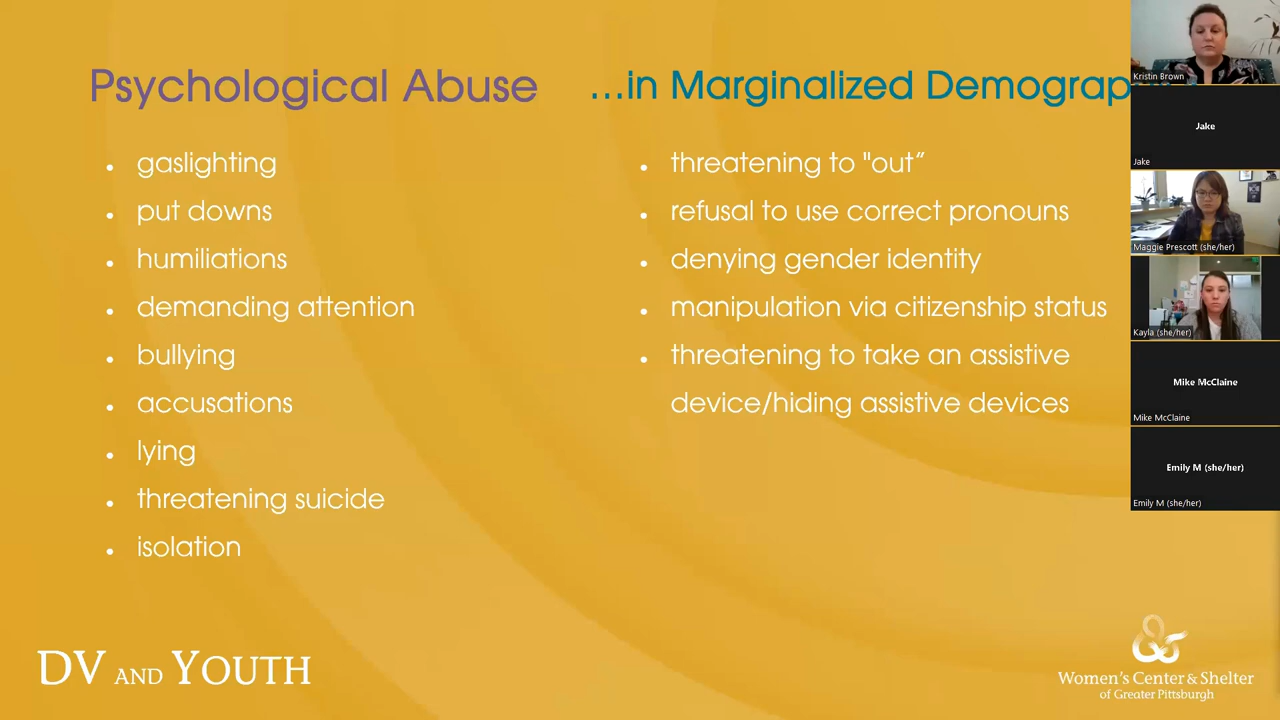 Psychological Abuse
gaslighting
put downs
humiliations
demanding attention
bullying
accusations
lying
threatening suicide
isolation
...in Marginalized
threatening to "out”
refusal to use correct pronouns
denying gender identity
manipulation via citizenship status
threatening to take an assistive
device/hiding assistive devices
Kristin Brown
Jake
Jake
Maggie Prescott (she/her)
Kayla (she/her)
Mike McClaine
Mike McClaine
Emily M (she/her)
Emily M (she/her)
DV AND YOUTH
Women's Center & Shelter
of Greater Pittsburgh